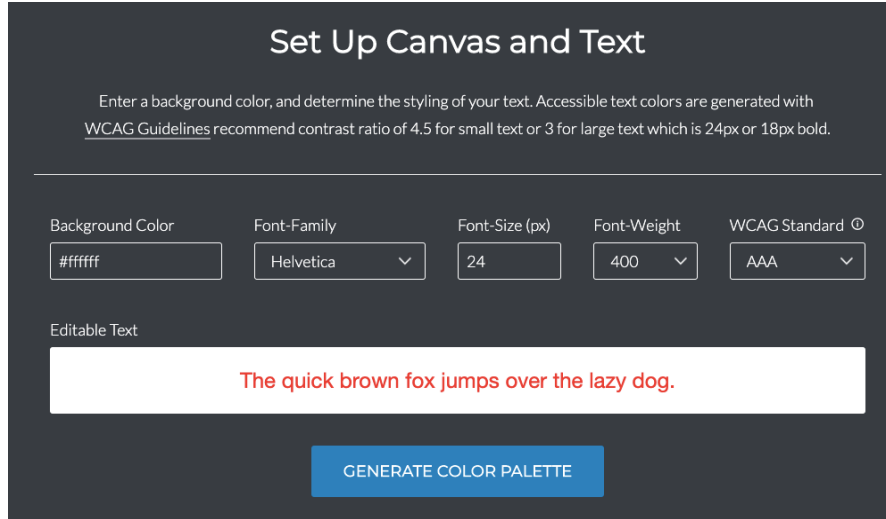 Set Up Canvas and Text
Enter a background color, and determine the styling of your text. Accessible text colors are generated with
WCAG Guidelines recommend contrast ratio of 4.5 for small text or 3 for large text which is 24px or 18px bold.
Background Color Font-Family Font-Size (px) Font-Weight WCAG Standard
#ffffff Helvetica 24 400 AAA
Editable Text
The quick brown fox jumps over the lazy dog.
GENERATE COLOR PALETTE